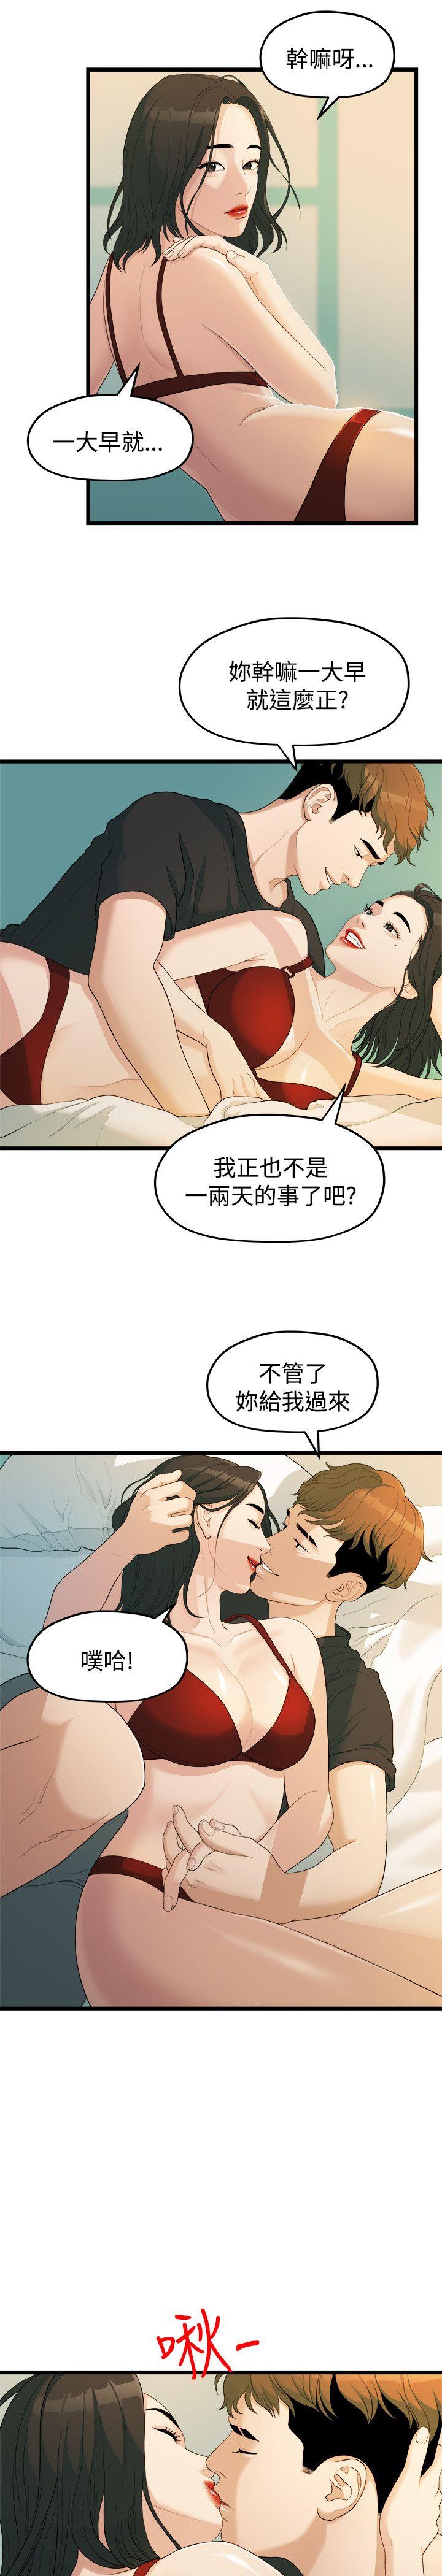 幹嘛呀...
一大早就...
妳幹嘛一大早
就這麼正?
我正也不是
一兩天的事了吧?
不管了
妳給我過來
噗哈!
啾-